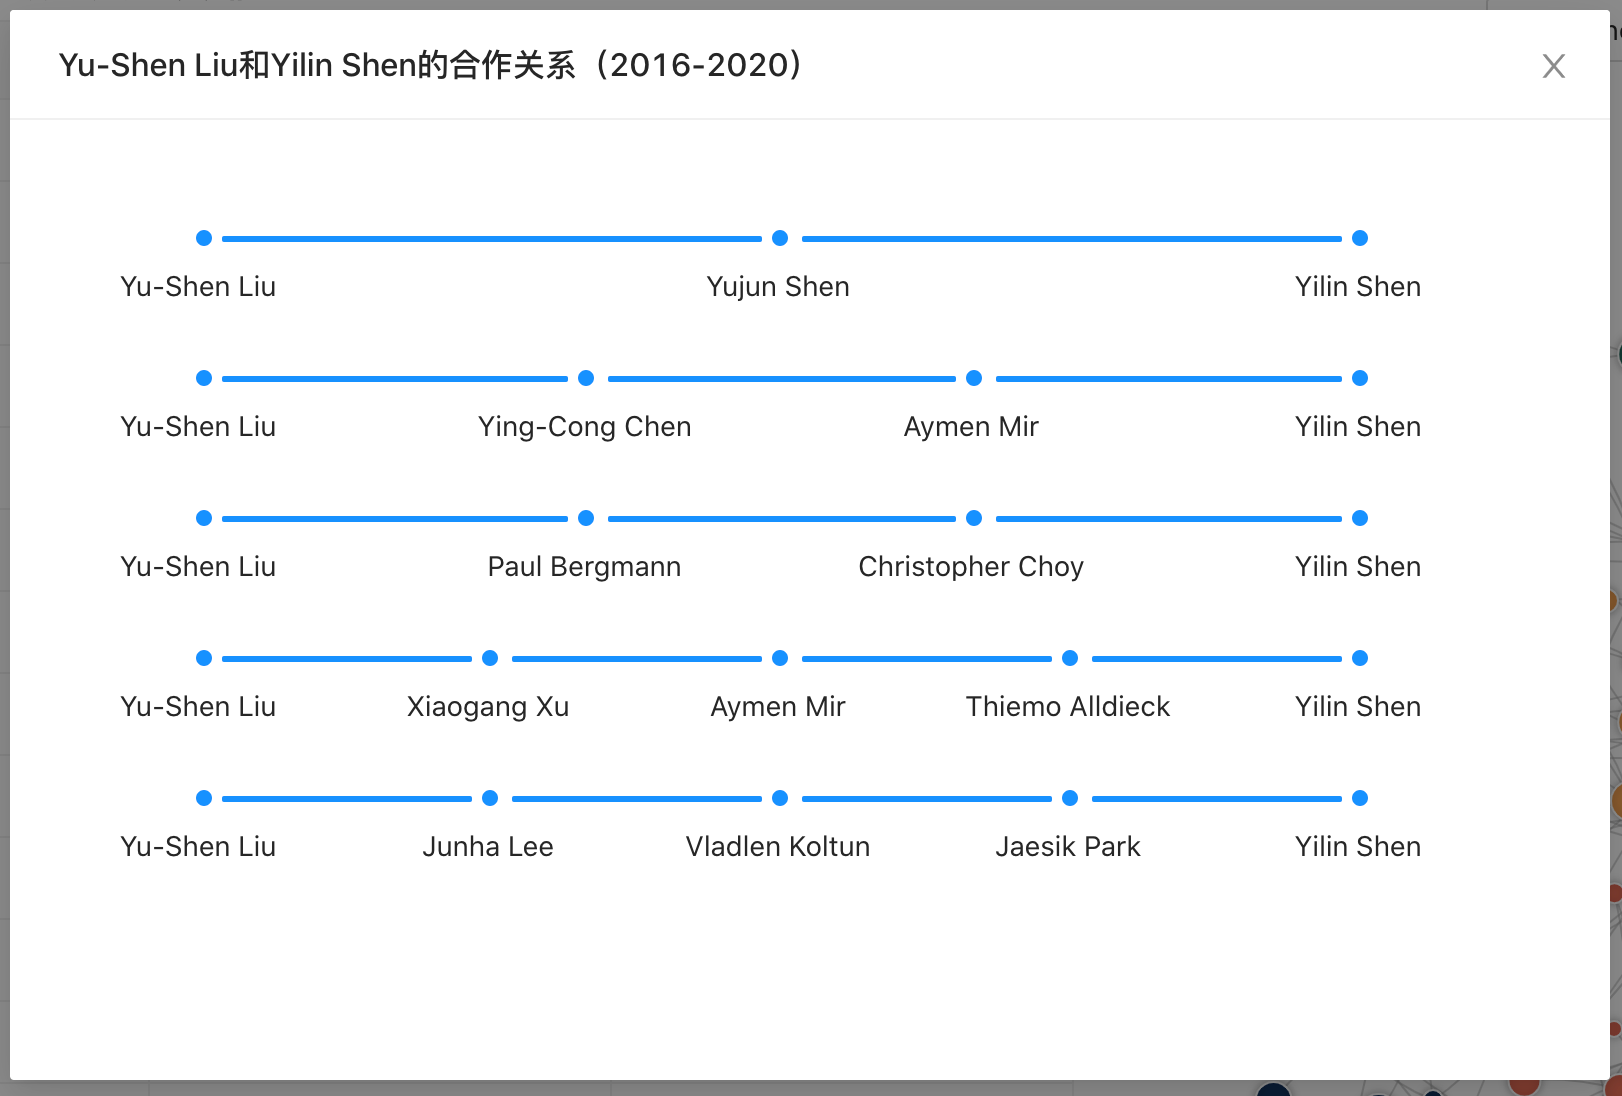 Yu-Shen Liu和Yilin Shen的合作关系（2016-2020）
Yu-Shen Liu Yujun Shen Yilin Shen
Yu-Shen Liu Ying-Cong Chen Aymen Mir Yilin Shen
Yu-Shen Liu Paul Bergmann Christopher Choy Yilin Shen
Yu-Shen Liu Xiaogang Xu Aymen Mir Thiemo Alldieck Yilin Shen
Yu-Shen Liu Junha Lee Vladlen Koltun Jaesik Park Yilin Shen